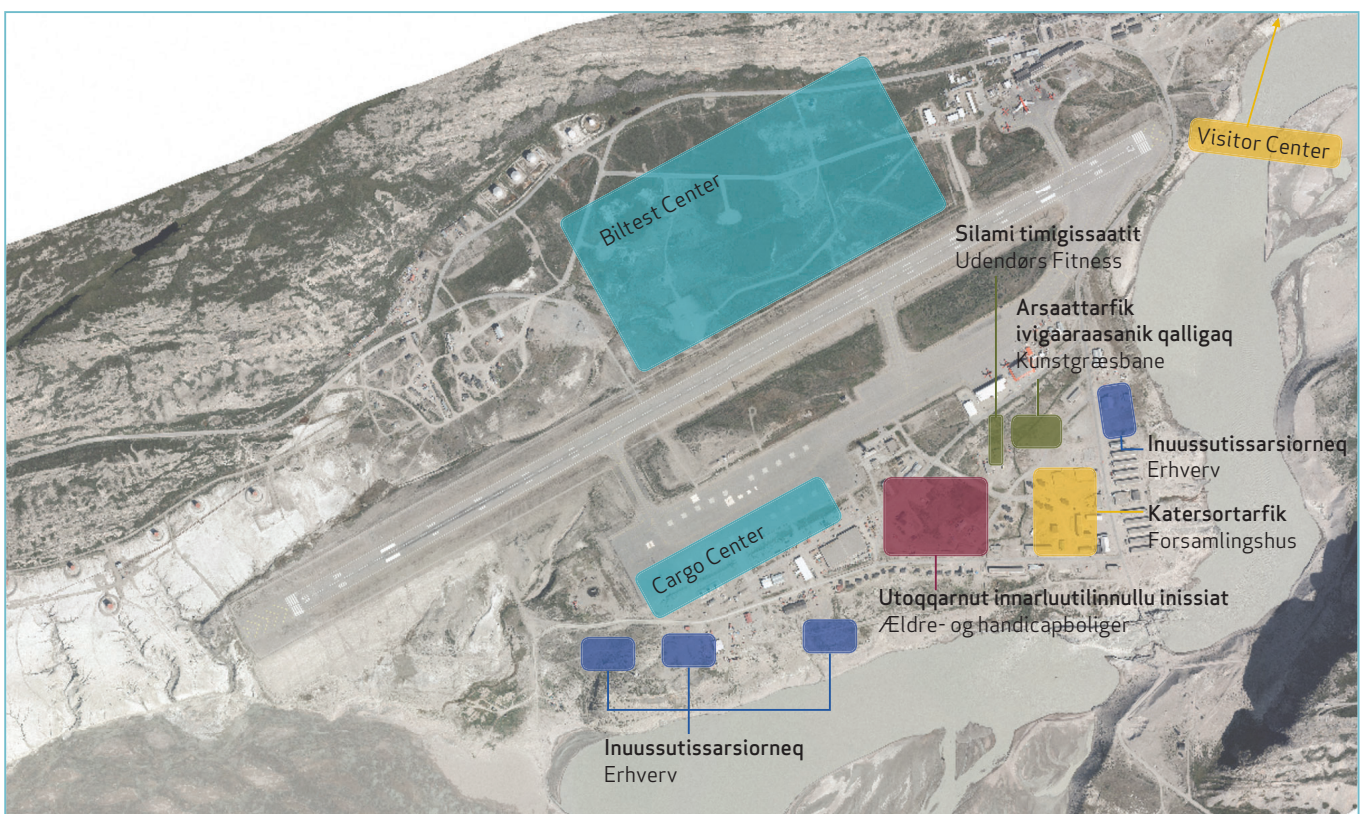 Visitor Center
Biltest Center
Silami timigissaatit
Udendørs Fitness
Arsaattarfik
ivigaaraasanik qalligaq
Kunstgræsbane
Inuussutissarsiorneq
Erhverv
Katersortarfik
Forsamlingshus
Cargo Center
Utoqqarnut innarluutilinnullu inissiat
Ældre- og handicapboliger
Inuussutissarsiorneq
Erhverv